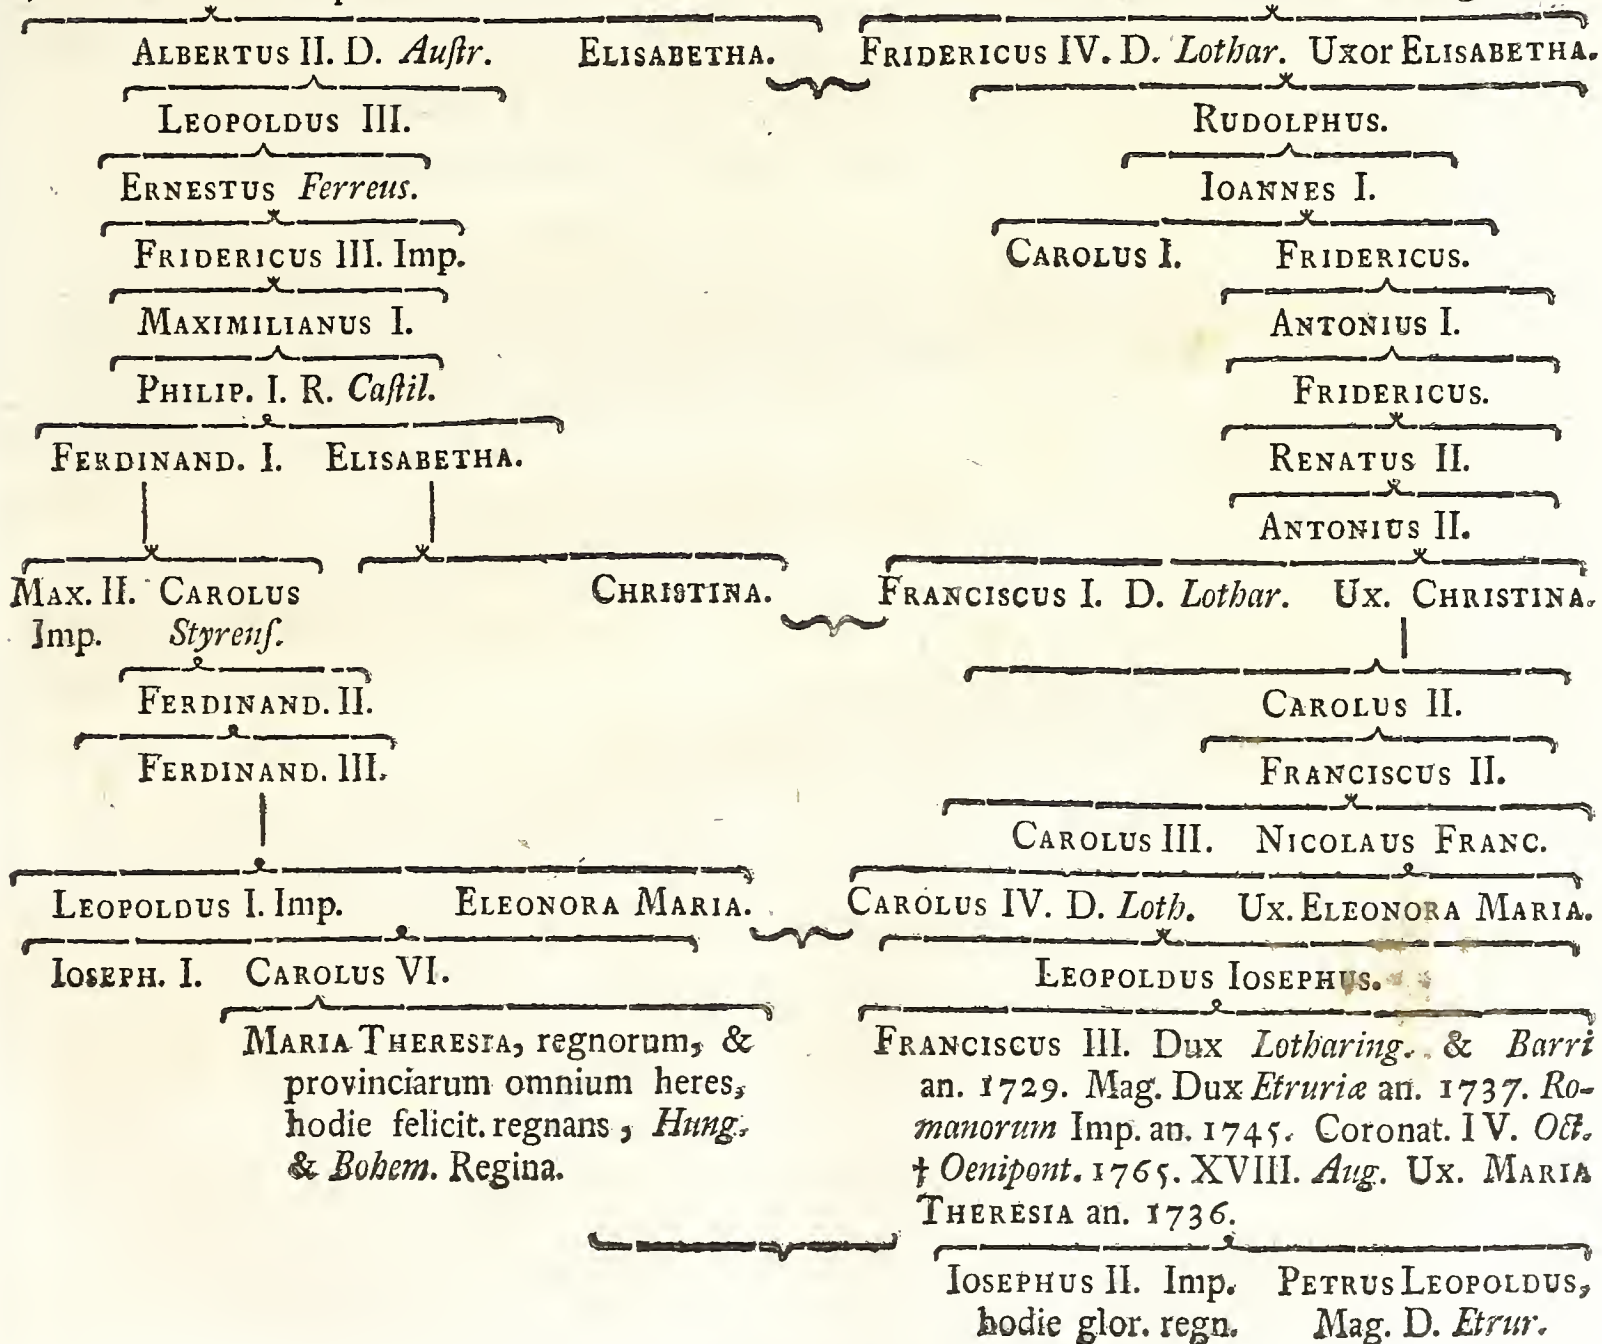 ALBERTUS II. D. Auſtr. ELISABETHA. FRIDERICUS IV. D. Lothar. Uxor ELISABETHA.
LEOPOLDUS III. RUDOLPHUS.
ERNESTUS Ferreus. IOANNES I.
FRIDERICUS III. Imp. CAROLUS I. FRIDERICUS.
MAXIMILIANUS I. ANTONIUS I.
PHILIP. I. R. Caſtil. FRIDERICUS.
FERDINAND. I. ELISABETHA. RENATUS II.
ANTONIUS II.
MAX. II. CAROLUS CHRISTINA. FRANCISCUS I. D. Lothar. Ux. CHRISTINA.
Imp. Styrenſ.
FERDINAND. II. CAROLUS II.
FERDINAND. III. FRANCISCUS II.
CAROLUS III. NICOLAUS FRANC.
LEOPOLDUS I. Imp. ELEONORA MARIA. CAROLUS IV. D. Loth. Ux. ELEONORA MARIA.
IOSEPH. I. CAROLUS VI. LEOPOLDUS IOSEPHUS.
MARIA THERESIA, regnorum, &
provinciarum omnium heres,
hodie felicit. regnans, Hung.
& Bohem. Regina.
FRANCISCUS III. Dux Lotharing. & Barri
an. 1729. Mag. Dux Etruriæ an. 1737. Ro-
manorum Imp. an. 1745. Coronat. IV. Oct.
† Oenipont. 1765. XVIII. Aug. Ux. MARIA
THERESIA an. 1736.
IOSEPHUS II. Imp. PETRUS LEOPOLDUS,
hodie glor. regn. Mag. D. Etrur.